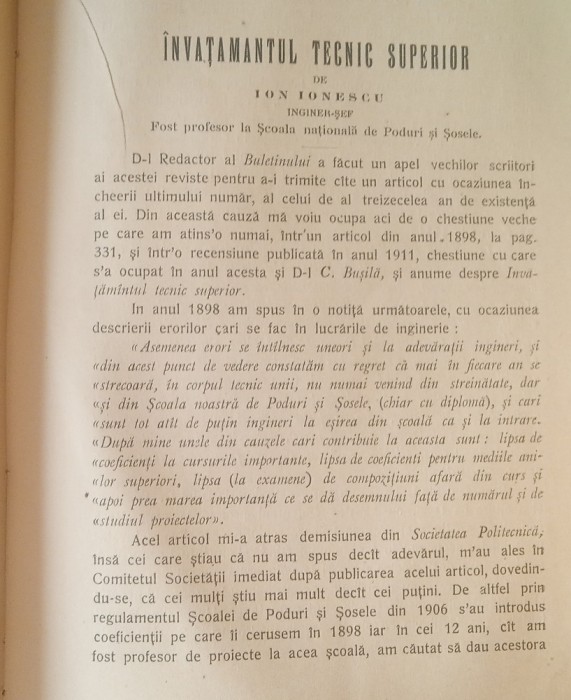 ÎNVAȚAMANTUL TECNIC SUPERIOR
DE
ION IONESCU
INGINER-ȘEF
Fost profesor la Școala națională de Poduri și Șosele.
D-l Redactor al Buletinului a făcut un apel vechilor scriitori
ai acestei reviste pentru a-i trimite cîte un articol cu ocaziunea în-
cheerii ultimului număr, al celui de al treizecelea an de existență
al ei. Din această cauză mă voiu ocupa aci de o chestiune veche
pe care am atins'o numai, într'un articol din anul 1898, la pag.
331, și într'o recensiune publicată în anul 1911, chestiune cu care
s'a ocupat în anul acesta și D-l C. Bușilă, și anume despre Invă-
țămîntul tecnic superior.
In anul 1898 am spus în o notiță următoarele, cu ocaziunea
descrierii erorilor cari se fac în lucrările de inginerie :
«Asemenea erori se întîlnesc uneori și la adevărații ingineri, și
«din acest punct de vedere constatăm cu regret că mai în fiecare an se
«strecoară, în corpul tecnic unii, nu numai venind din streinătate, dar
«și din Școala noastră de Poduri și Șosele, (chiar cu diplomă), și cari
«sunt tot atît de puțin ingineri la eșirea din școală ca și la intrare.
«După mine unele din cauzele cari contribuie la aceasta sunt : lipsa de
«coeficienți la cursurile importante, lipsa de coeficienti pentru mediile ani-
«lor superiori, lipsa (la examene) de compozițiuni afară din curs și
«apoi prea marea importanță ce se dă desemnului față de numărul și de
«studiul proiectelor».
Acel articol mi-a atras demisiunea din Societatea Politecnică,
însă cei care știau că nu am spus decît adevărul, m'au ales în
Comitetul Societății imediat după publicarea acelui articol, dovedin-
du-se, că cei mulți știu mai mult decît cei puțini. De altfel prin
regulamentul Școalei de Poduri și Șosele din 1906 s'au introdus
coeficienții pe care îi cerusem în 1898 iar în cei 12 ani, cît am
fost profesor de proiecte la acea școală, am căutat să dau acestora